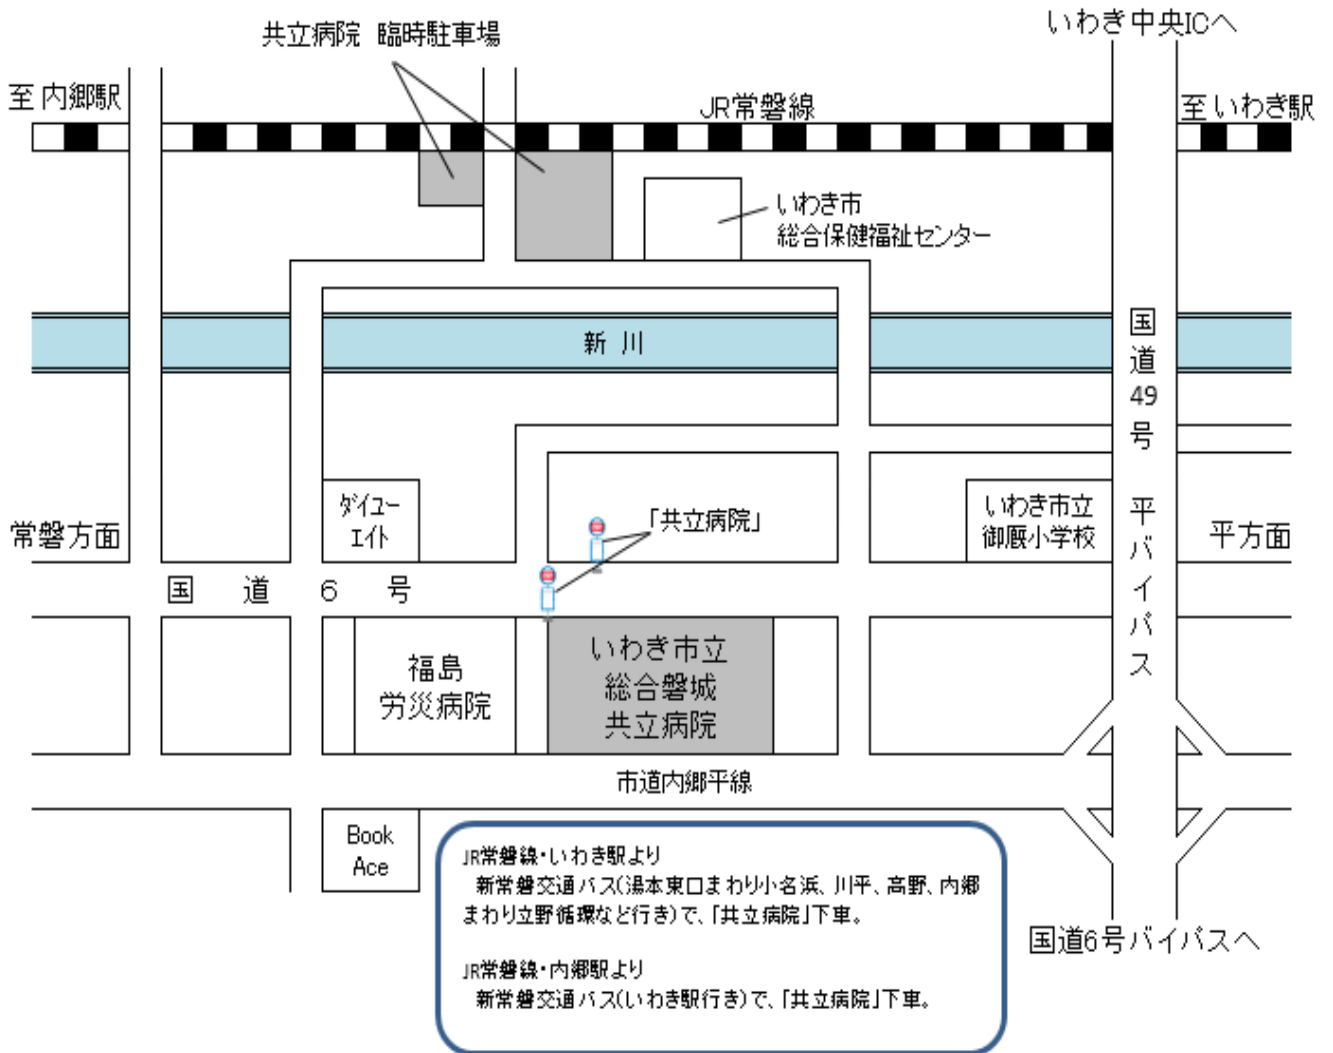 いわき中央ICへ
共立病院 臨時駐車場
至 内郷駅
JR常磐線
至 いわき駅
いわき市
総合保健福祉センター
新 川
国道49号 平バイパス
ダイユー
エイト
「共立病院」
いわき市立
御厩小学校
常磐方面
平方面
国道6号
福島
労災病院
いわき市立
総合磐城
共立病院
市道内郷平線
Book
Ace
JR常磐線・いわき駅より
新常磐交通バス(湯本東口まわり小名浜、川平、高野、内郷
まわり立野循環など行き)で、「共立病院」下車。
JR常磐線・内郷駅より
新常磐交通バス(いわき駅行き)で、「共立病院」下車。
国道6号バイパスへ